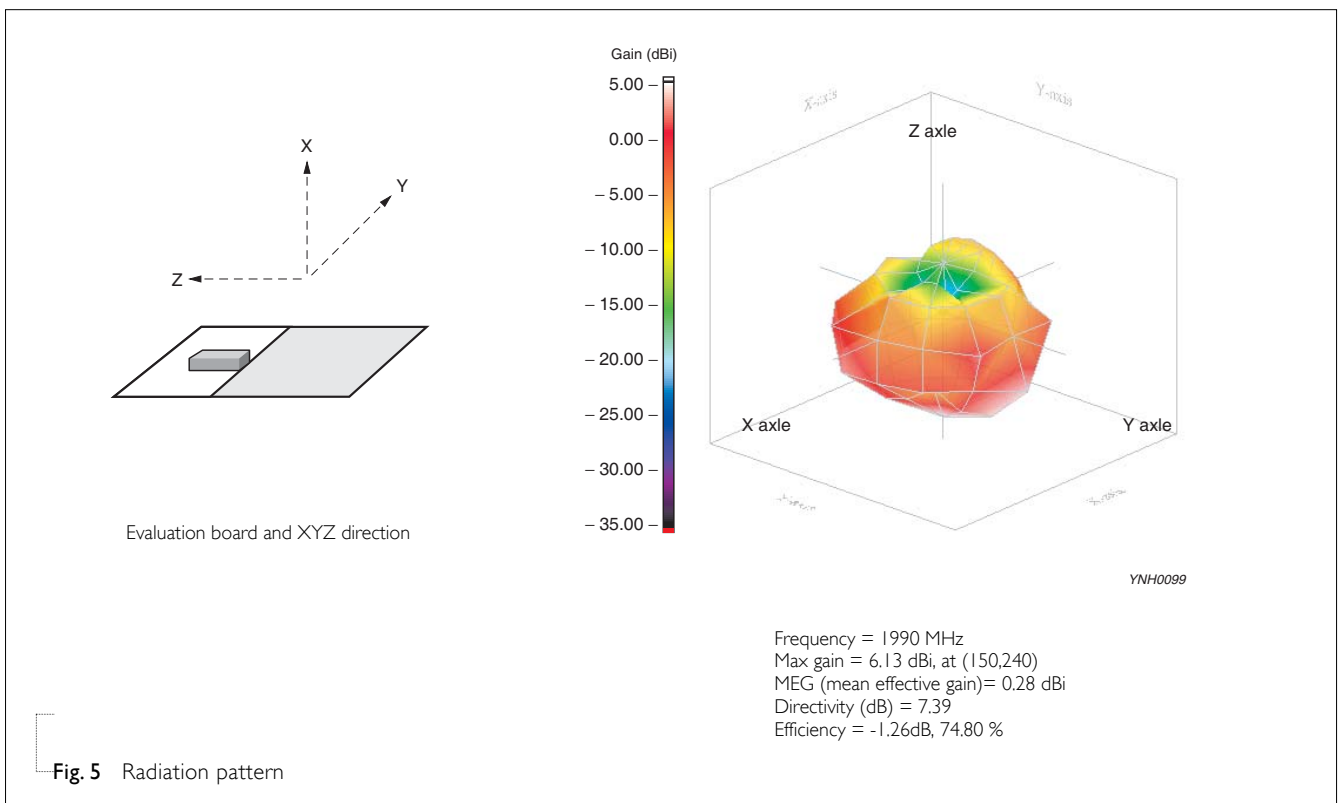 Gain (dBi)
5.00 –
0.00 –
– 5.00 –
– 10.00 –
– 15.00 –
– 20.00 –
– 25.00 –
– 30.00 –
– 35.00 –
X
Y
Z
Evaluation board and XYZ direction
X-axis
Y-axis
Z axle
X axle
Y axle
X-axis
YNH0099
Frequency = 1990 MHz
Max gain = 6.13 dBi, at (150,240)
MEG (mean effective gain)= 0.28 dBi
Directivity (dB) = 7.39
Efficiency = -1.26dB, 74.80 %
Fig. 5 Radiation pattern